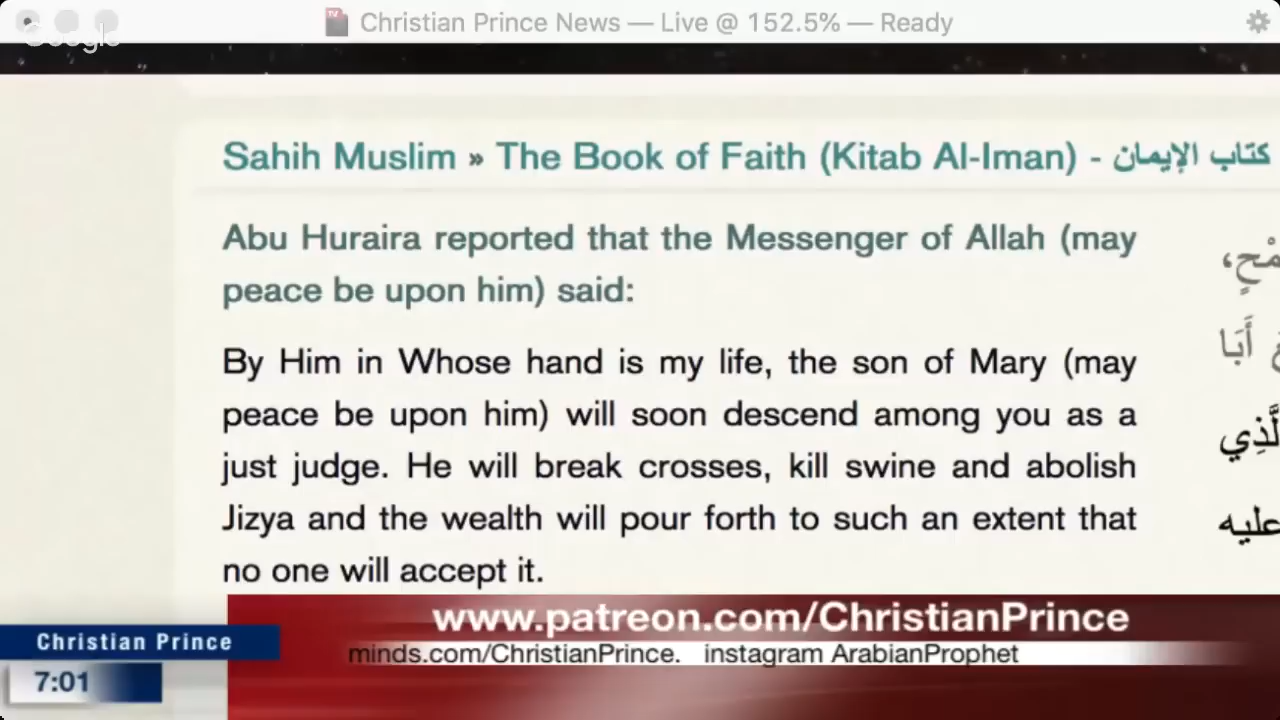 Christian Prince News — Live @ 152.5% — Ready
Google
Sahih Muslim » The Book of Faith (Kitab Al-Iman) - كتاب الإيمان
Abu Huraira reported that the Messenger of Allah (may
peace be upon him) said:
By Him in Whose hand is my life, the son of Mary (may
peace be upon him) will soon descend among you as a
just judge. He will break crosses, kill swine and abolish
Jizya and the wealth will pour forth to such an extent that
no one will accept it.
أَبَا
عليه
www.patreon.com/ChristianPrince
Christian Prince
minds.com/ChristianPrince. instagram ArabianProphet
7:01